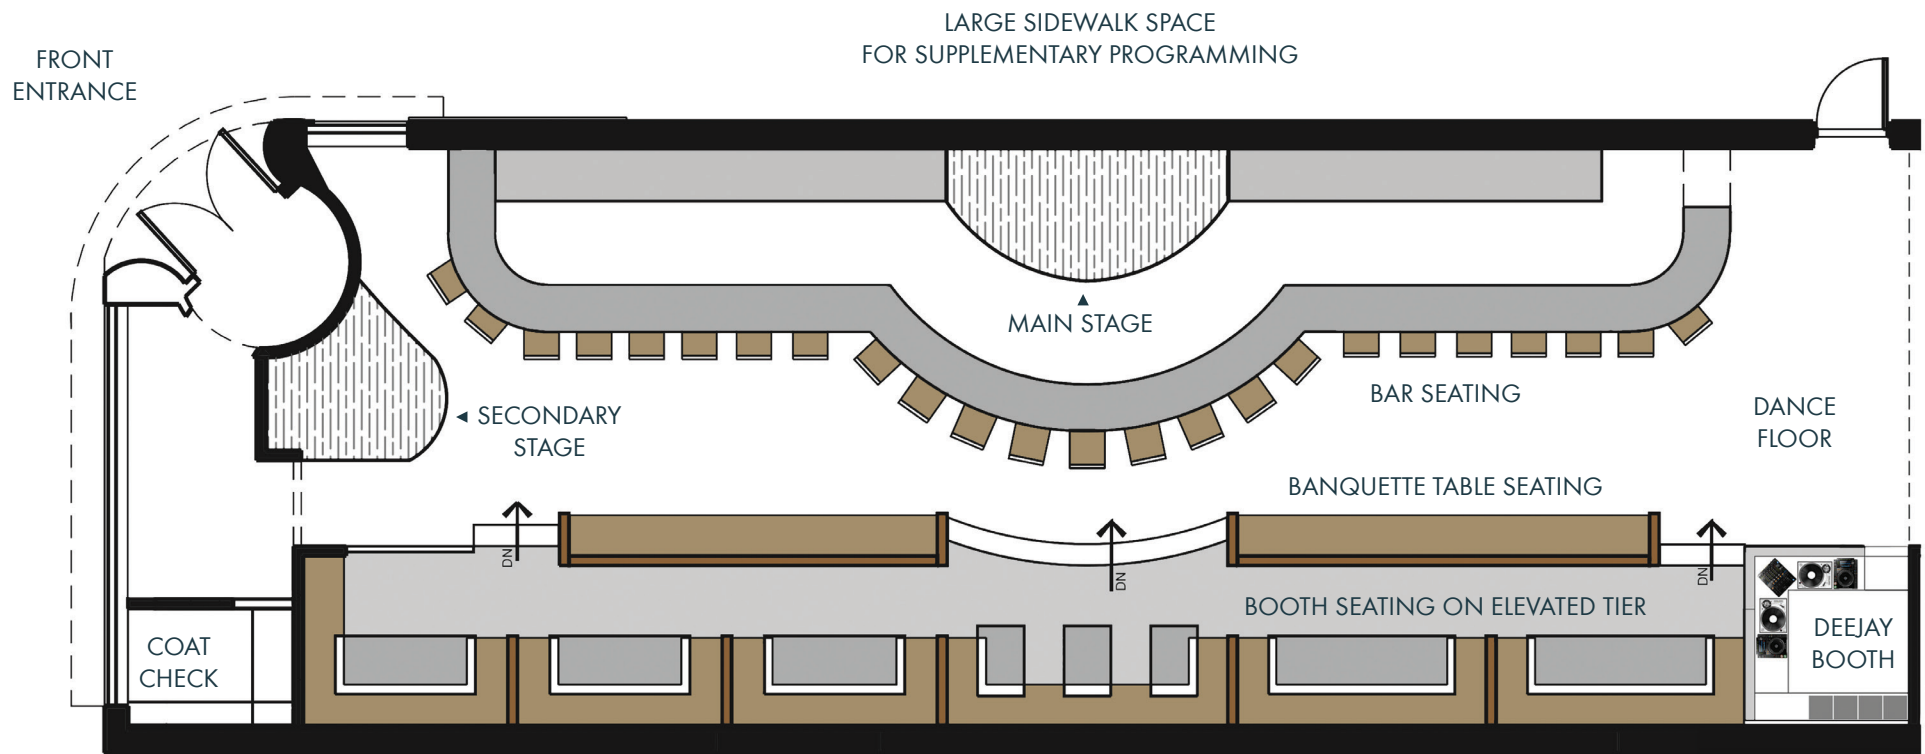 LARGE SIDEWALK SPACE
FOR SUPPLEMENTARY PROGRAMMING
FRONT
ENTRANCE
MAIN STAGE
BAR SEATING
SECONDARY
STAGE
DANCE
FLOOR
BANQUETTE TABLE SEATING
DN
DN
DN
BOOTH SEATING ON ELEVATED TIER
COAT
CHECK
DEEJAY
BOOTH